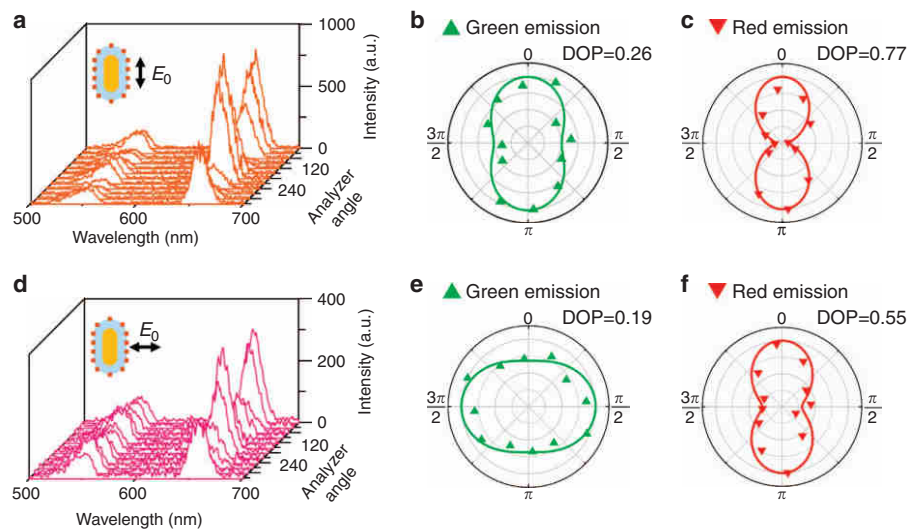 a
1000
Intensity (a.u.)
500
0
E0
120
240
Analyzer
angle
500
600
700
Wavelength (nm)
b
▲ Green emission
0
DOP=0.26
3π
2
π
2
π
c
▼ Red emission
0
DOP=0.77
3π
2
π
2
π
d
400
Intensity (a.u.)
200
0
E0
120
240
Analyzer
angle
500
600
700
Wavelength (nm)
e
▲ Green emission
0
DOP=0.19
3π
2
π
2
π
f
▼ Red emission
0
DOP=0.55
3π
2
π
2
π